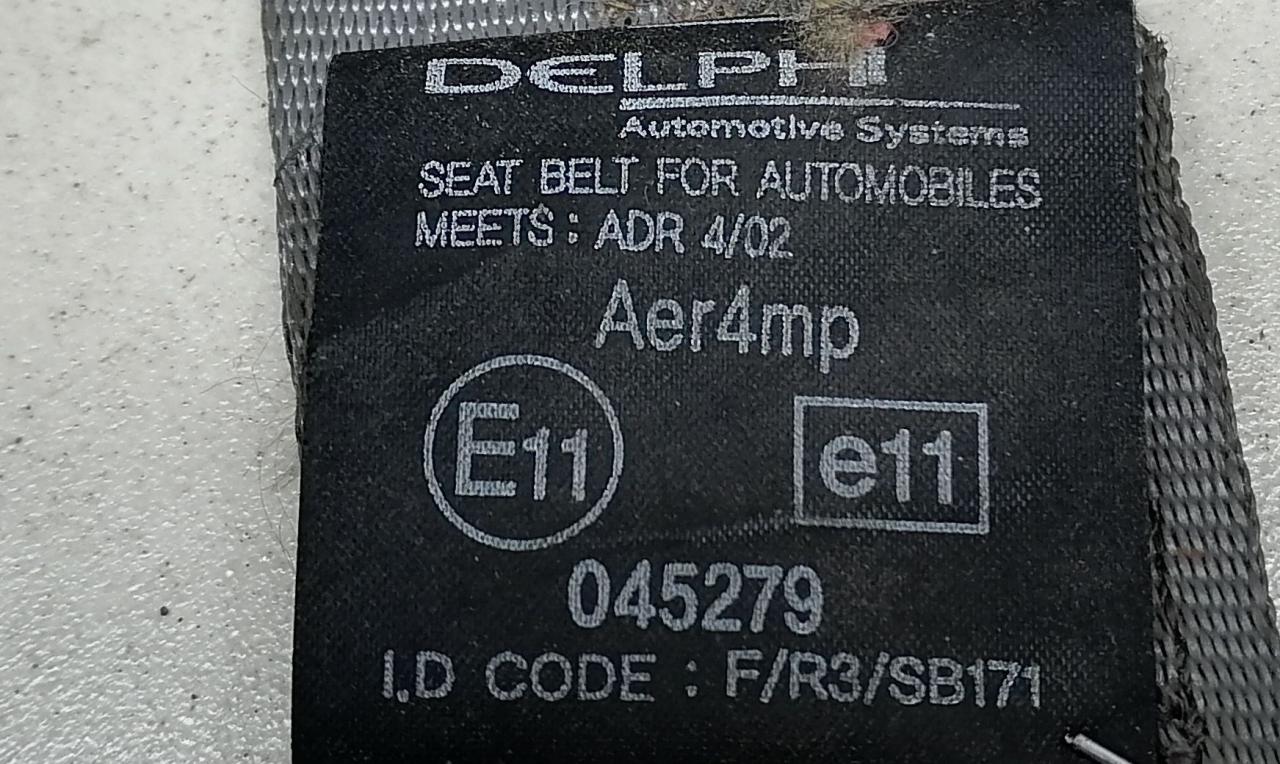 DELPHI
Automotive Systems
SEAT BELT FOR AUTOMOBILES
MEETS : ADR 4/02
Aer4mp
E11 e11
045279
I.D CODE : F/R3/SB171